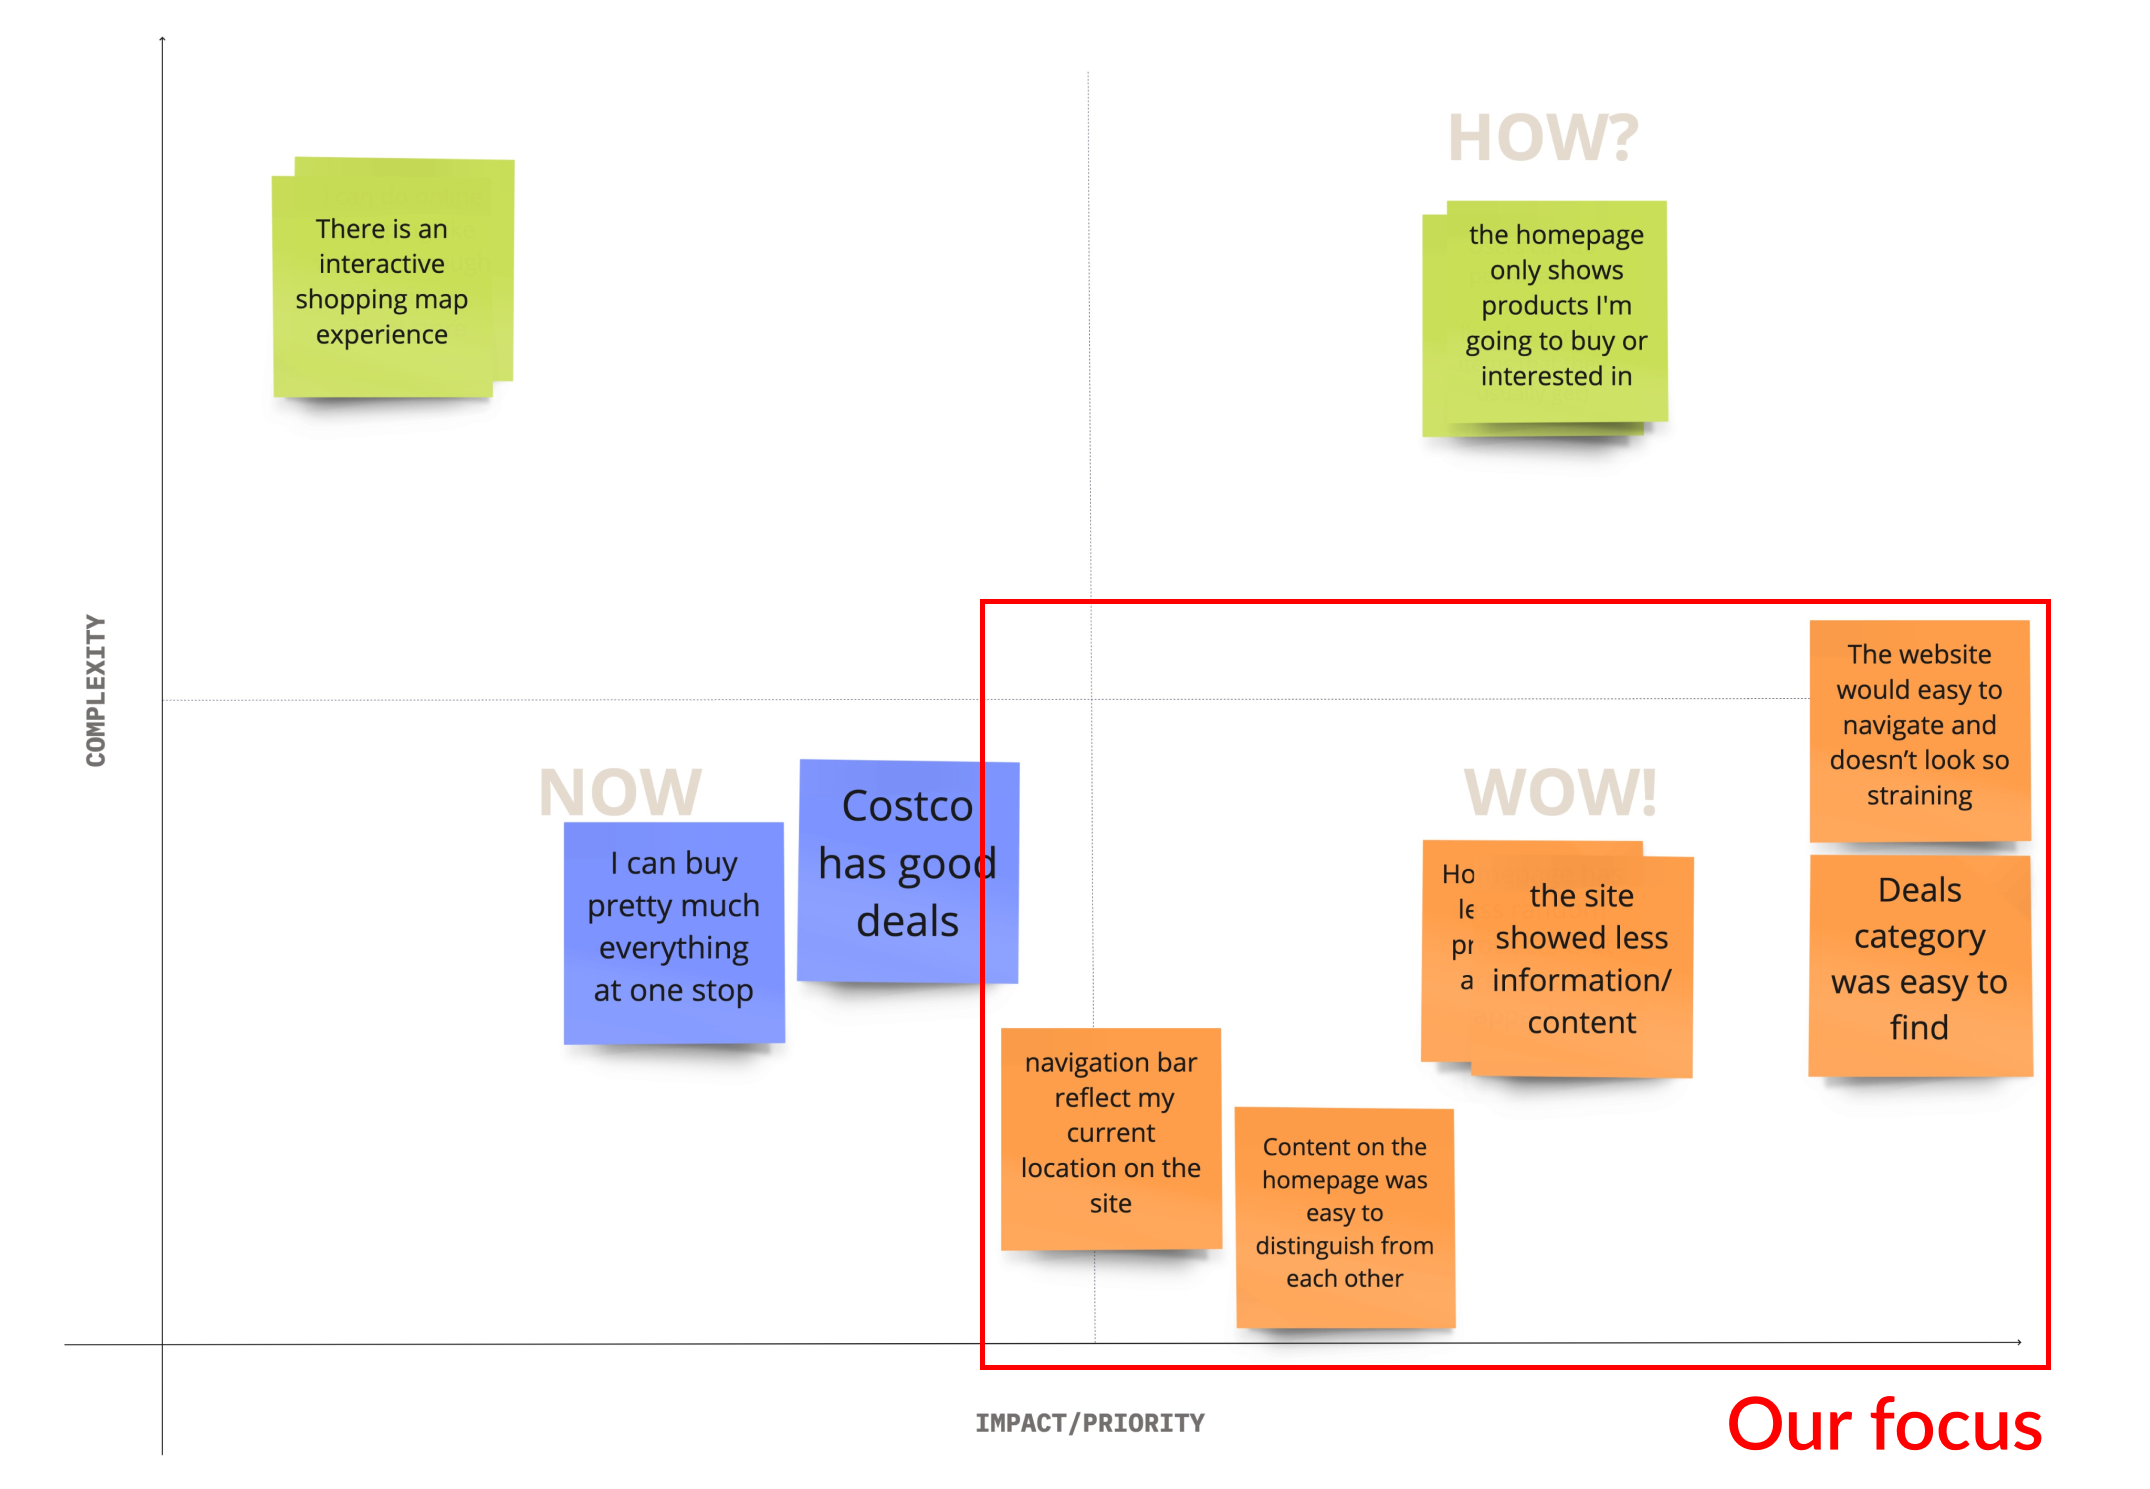 HOW?
There is an
interactive
shopping map
experience
the homepage
only shows
products I'm
going to buy or
interested in
COMPLEXITY
The website
would easy to
navigate and
doesn’t look so
straining
NOW
Costco
has good
deals
WOW!
I can buy
pretty much
everything
at one stop
the site
showed less
information/
content
Deals
category
was easy to
find
navigation bar
reflect my
current
location on the
site
Content on the
homepage was
easy to
distinguish from
each other
IMPACT/PRIORITY
Our focus